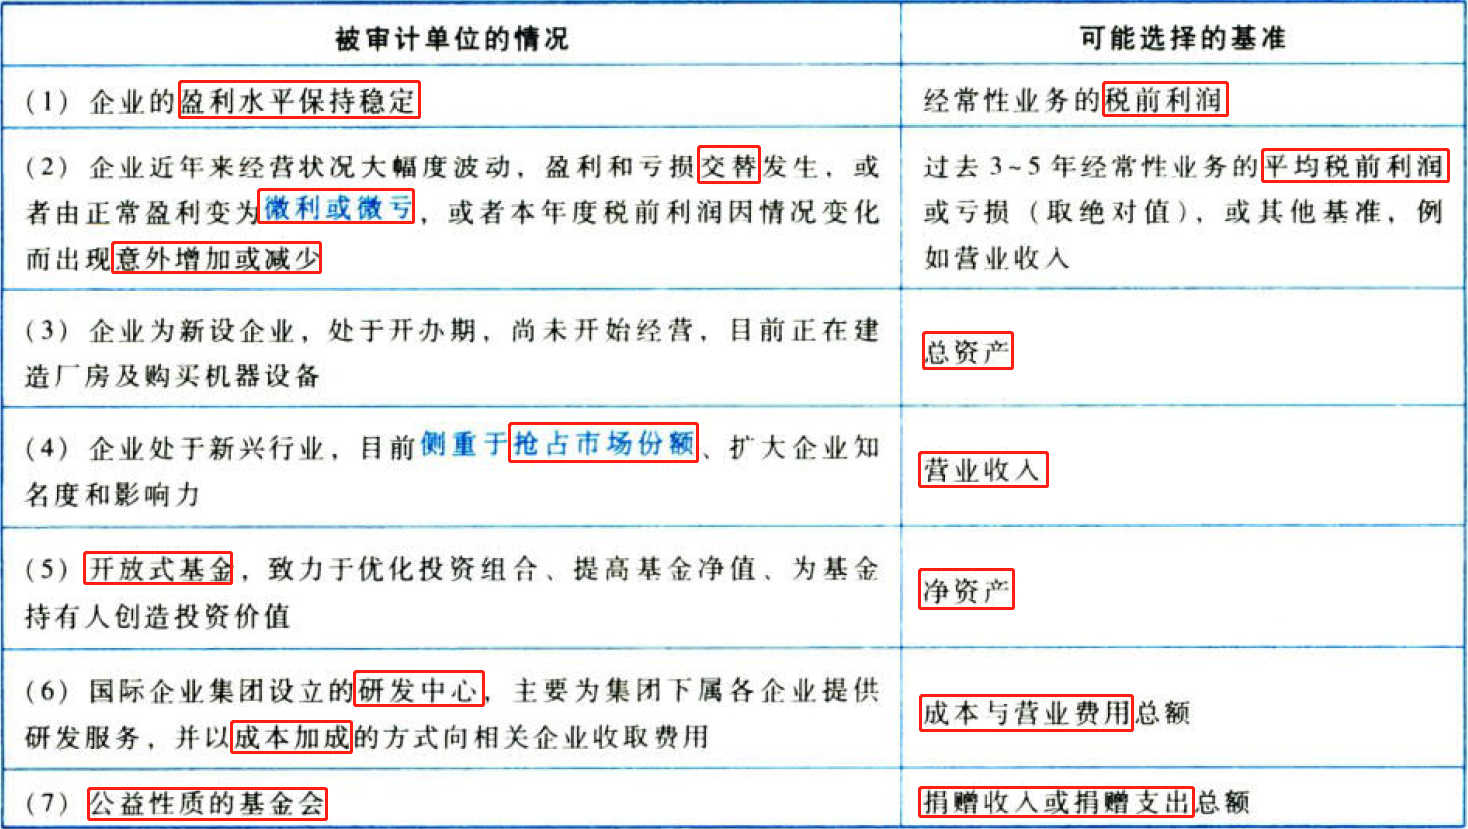 被审计单位的情况
可能选择的基准
(1) 企业的盈利水平保持稳定
经常性业务的税前利润
(2) 企业近年来经营状况大幅度波动，盈利和亏损交替发生，或
者由正常盈利变为微利或微亏，或者本年度税前利润因情况变化
而出现意外增加或减少
过去 3~5 年经常性业务的平均税前利润
或亏损（取绝对值），或其他基准，例
如营业收入
(3) 企业为新设企业，处于开办期，尚未开始经营，目前正在建
造厂房及购买机器设备
总资产
(4) 企业处于新兴行业，目前侧重于抢占市场份额、扩大企业知
名度和影响力
营业收入
(5) 开放式基金，致力于优化投资组合、提高基金净值、为基金
持有人创造投资价值
净资产
(6) 国际企业集团设立的研发中心，主要为集团下属各企业提供
研发服务，并以成本加成的方式向相关企业收取费用
成本与营业费用总额
(7) 公益性质的基金会
捐赠收入或捐赠支出总额